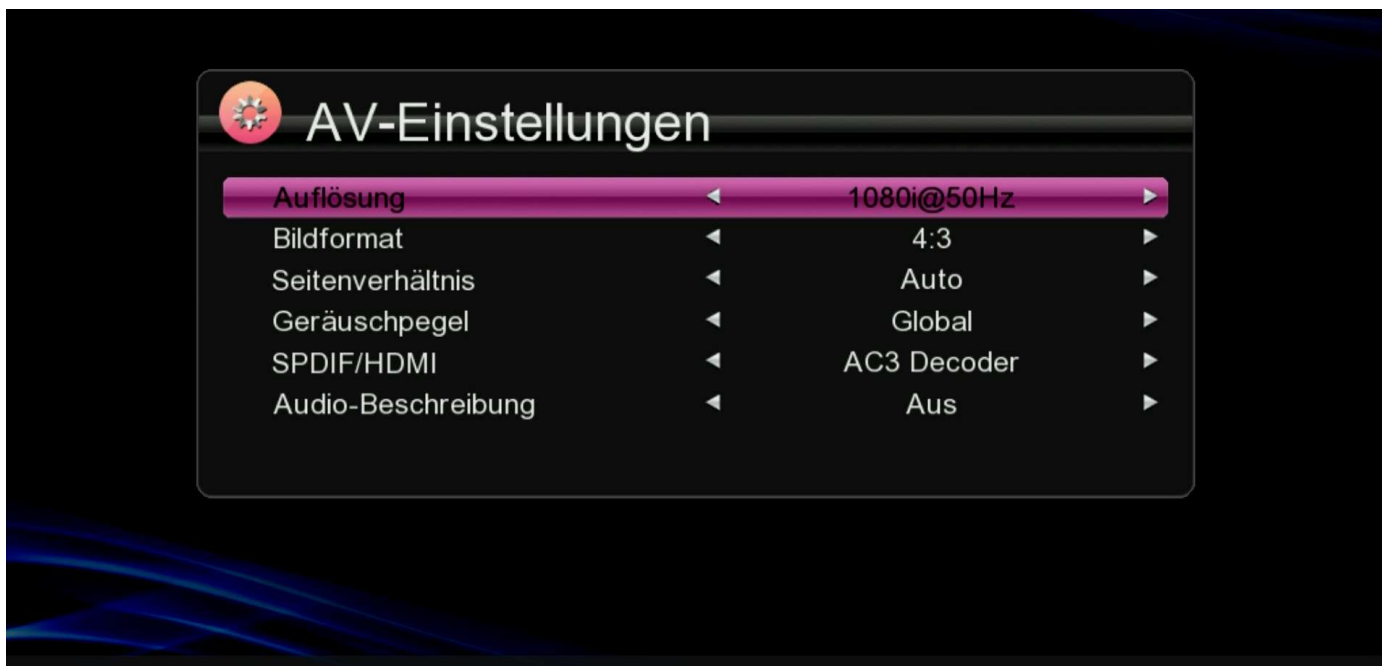 AV-Einstellungen
Auflösung 1080i@50Hz
Bildformat 4:3
Seitenverhältnis Auto
Geräuschpegel Global
SPDIF/HDMI AC3 Decoder
Audio-Beschreibung Aus